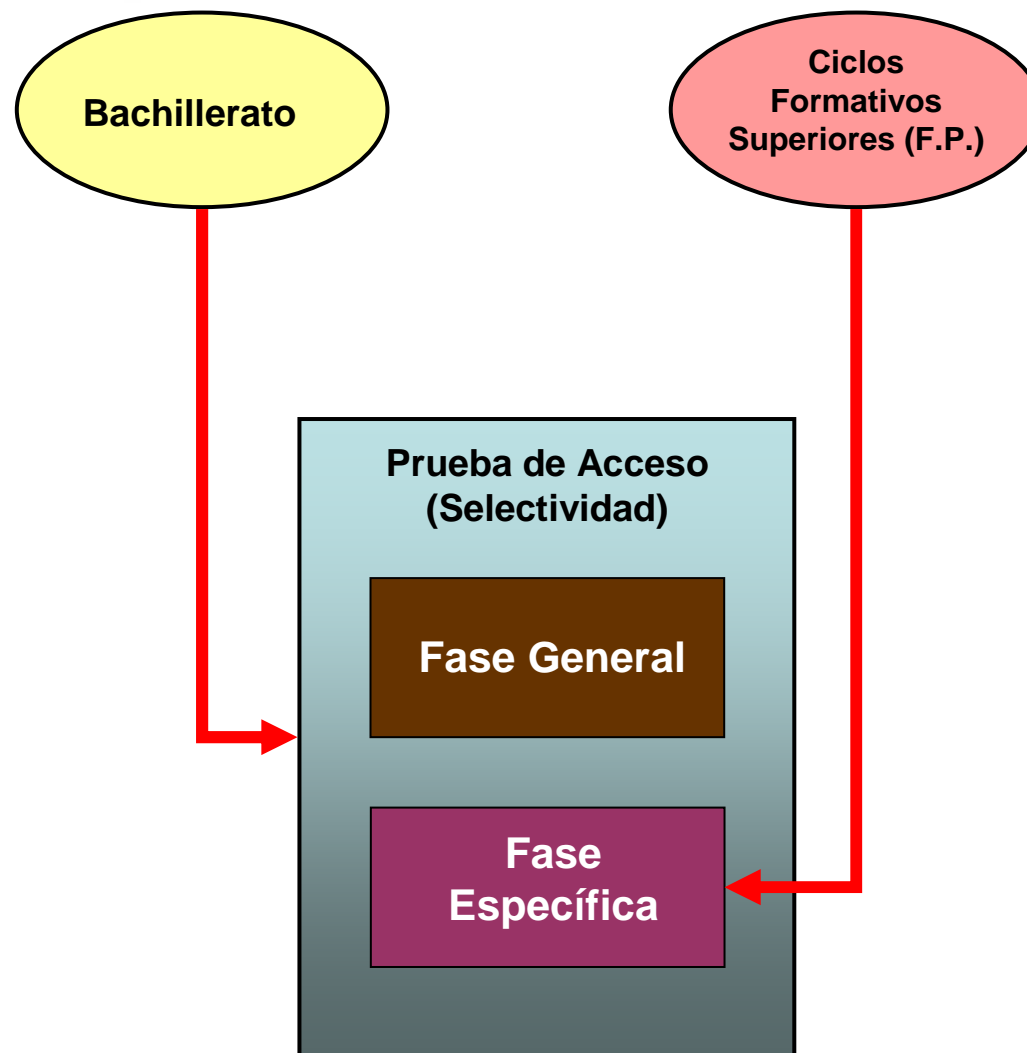 Bachillerato
Ciclos
Formativos
Superiores (F.P.)
Prueba de Acceso
(Selectividad)
Fase General
Fase
Específica